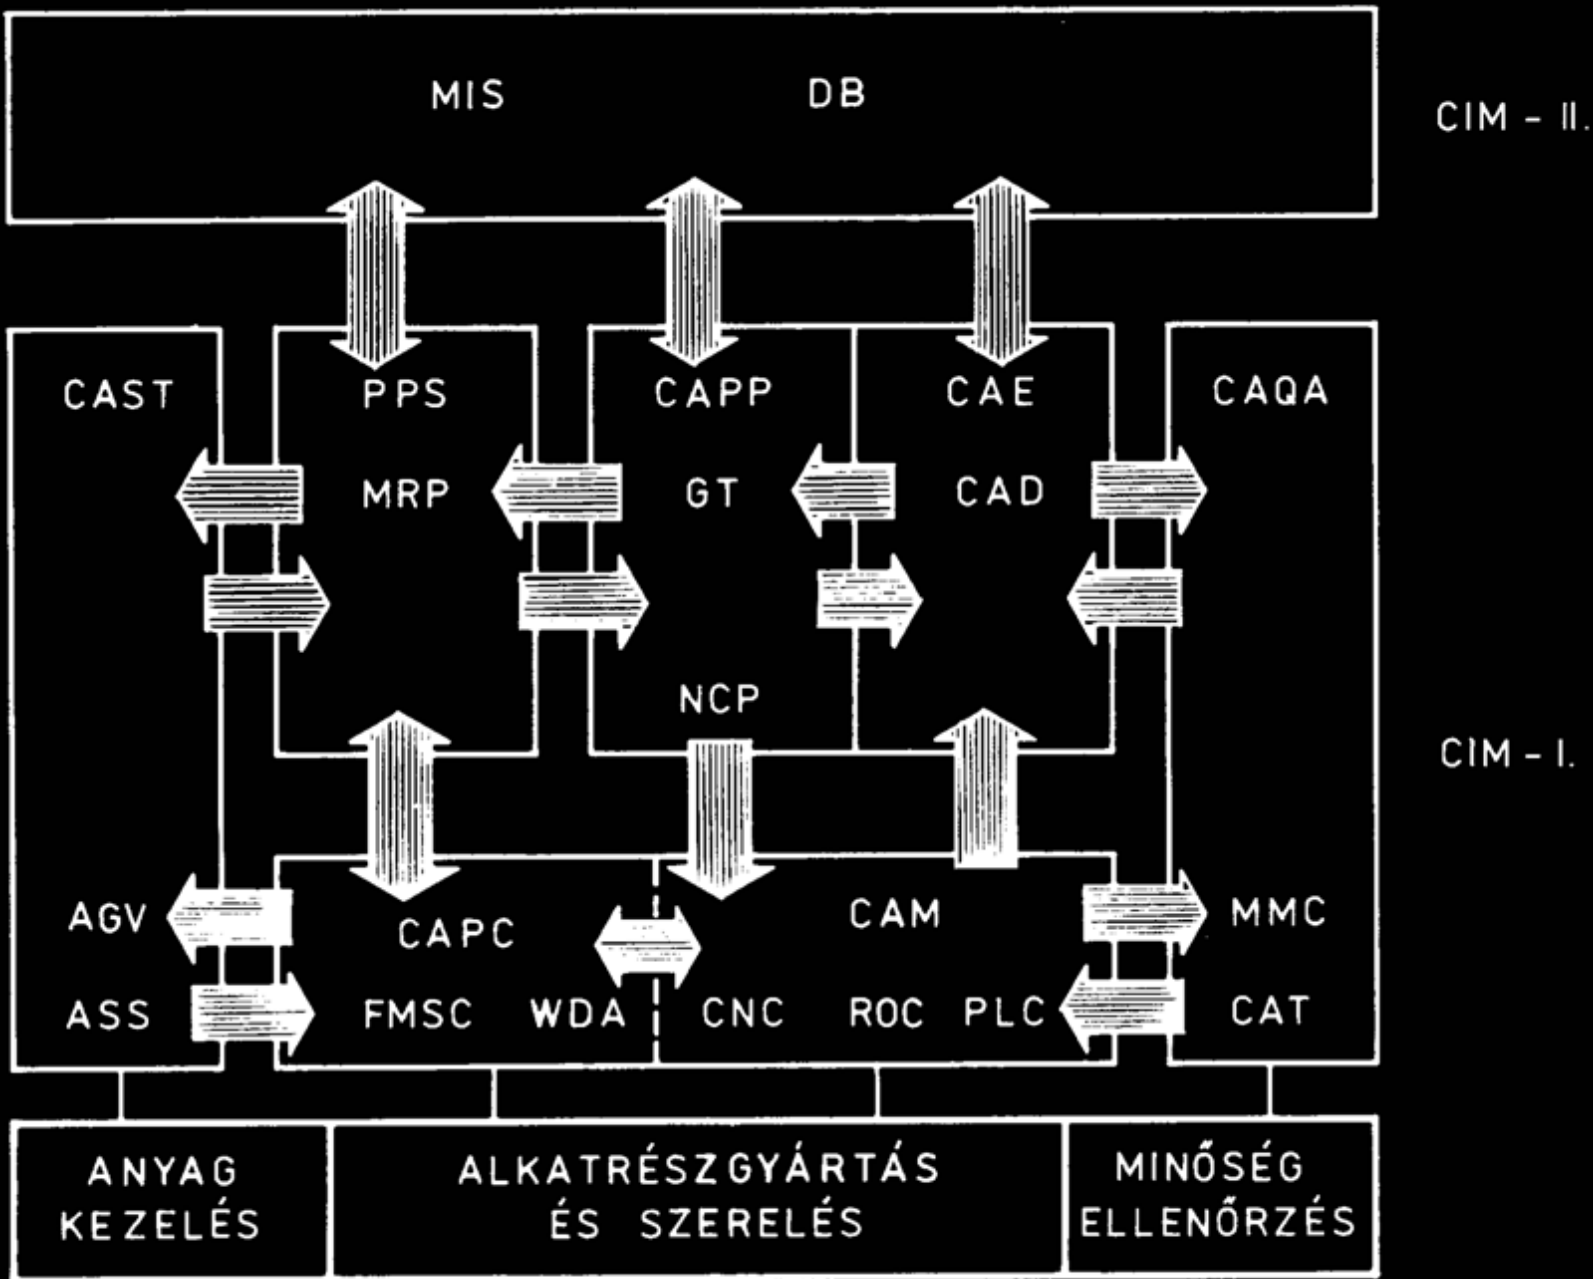 MIS DB
CIM - II.
CAST PPS CAPP CAE CAQA
MRP GT CAD
NCP
CIM - I.
AGV CAPC CAM MMC
ASS FMSC WDA CNC ROC PLC CAT
ANYAG
KEZELÉS
ALKATRÉSZGYÁRTÁS
ÉS SZERELÉS
MINŐSÉG
ELLENŐRZÉS